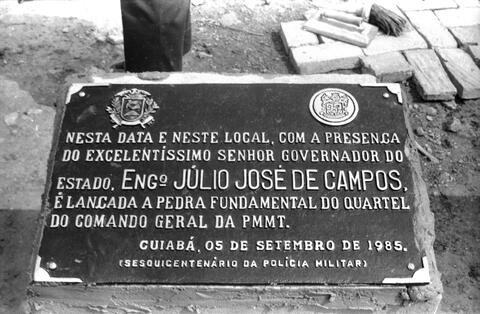 NESTA DATA E NESTE LOCAL, COM A PRESENÇA
DO EXCELENTÍSSIMO SENHOR GOVERNADOR DO
ESTADO, ENGº JÚLIO JOSÉ DE CAMPOS,
É LANÇADA A PEDRA FUNDAMENTAL DO QUARTEL
DO COMANDO GERAL DA PMMT.
CUIABÁ, 05 DE SETEMBRO DE 1985.
(SESQUICENTENÁRIO DA POLÍCIA MILITAR)